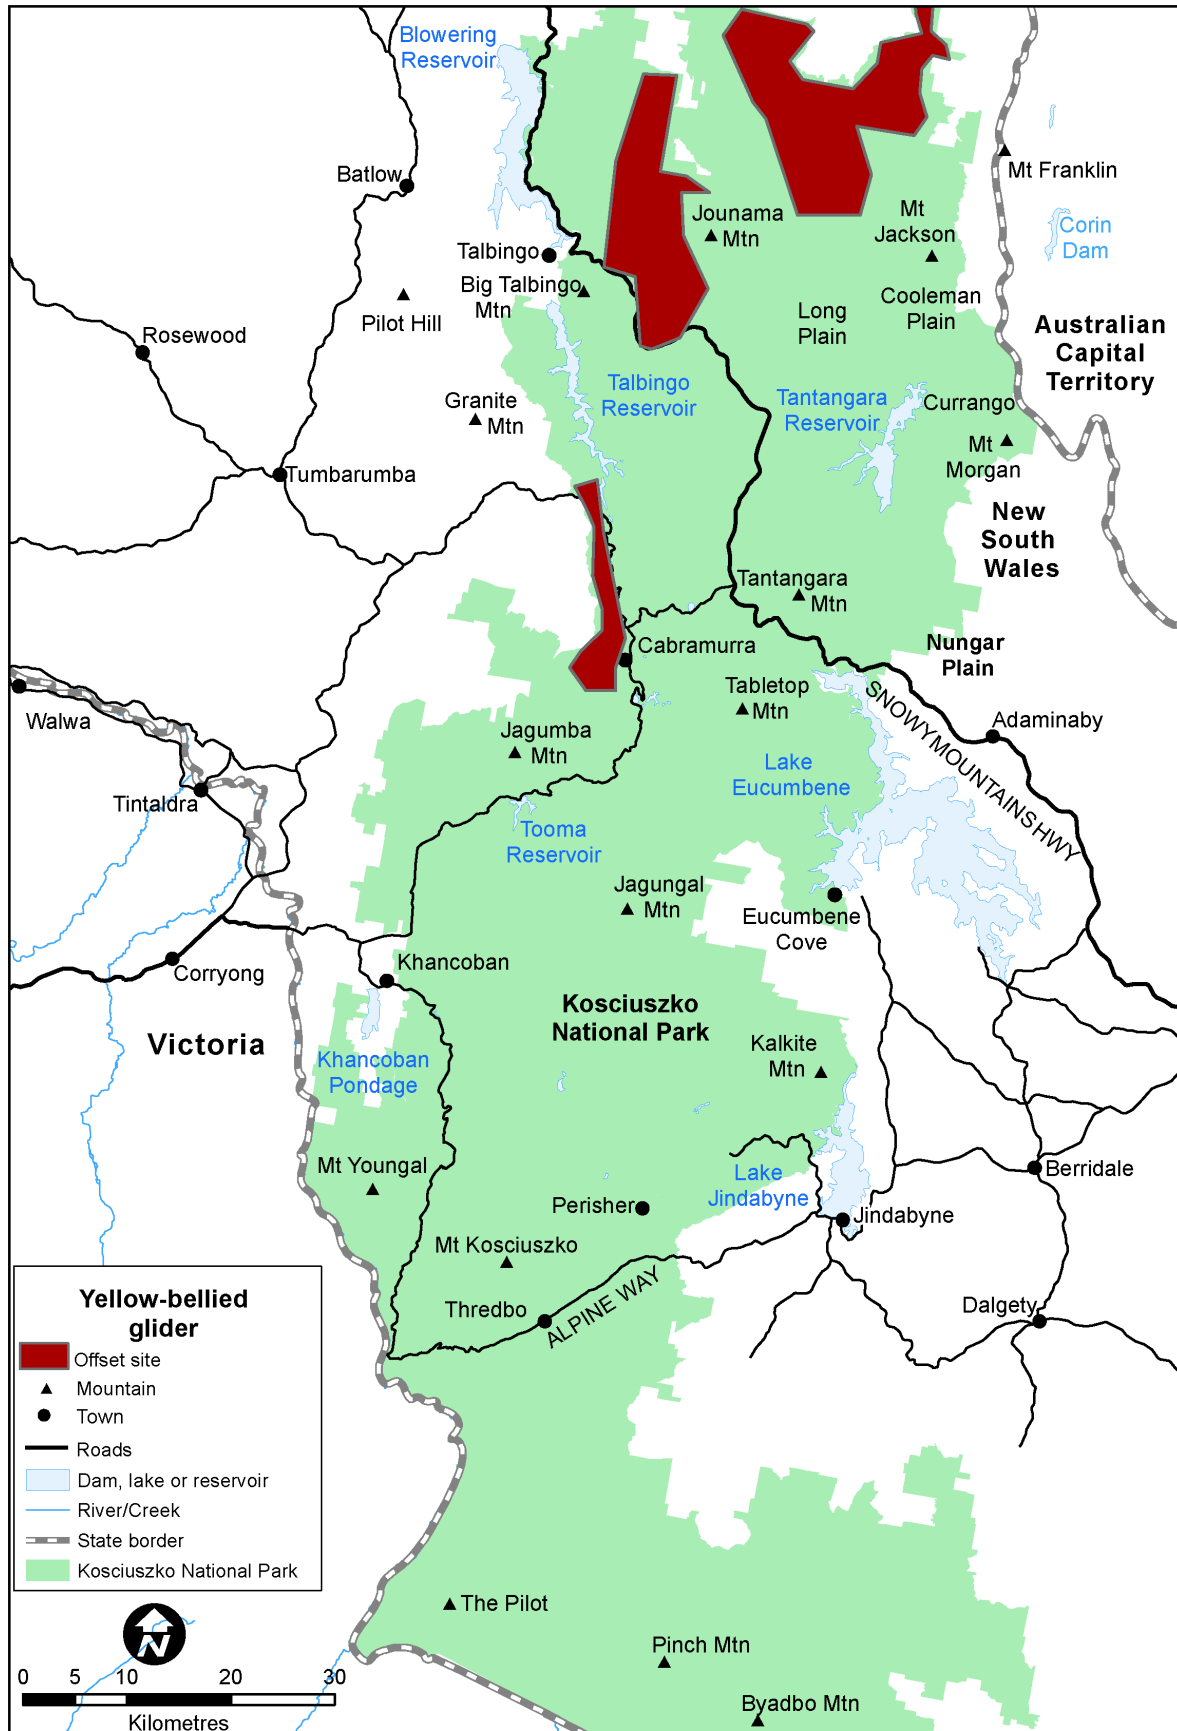 Blowering
Reservoir
Batlow
Mt Franklin
Jounama
Mtn
Mt
Jackson
Corin
Dam
Talbingo
Big Talbingo
Mtn
Pilot Hill
Long
Plain
Cooleman
Plain
Rosewood
Australian
Capital
Territory
Talbingo
Reservoir
Tantangara
Reservoir
Currango
Granite
Mtn
Mt
Morgan
Tumbarumba
New
South
Wales
Tantangara
Mtn
Cabramurra
Nungar
Plain
Walwa
Tabletop
Mtn
SNOWY MOUNTAINS HWY
Adaminaby
Jagumba
Mtn
Lake
Eucumbene
Tintaldra
Tooma
Reservoir
Jagungal
Mtn
Eucumbene
Cove
Corryong
Khancoban
Kosciuszko
National Park
Victoria
Khancoban
Pondage
Kalkite
Mtn
Mt Youngal
Lake
Jindabyne
Berridale
Perisher
Jindabyne
Mt Kosciuszko
Thredbo
ALPINE WAY
Dalgety
Yellow-bellied
glider
Offset site
Mountain
Town
Roads
Dam, lake or reservoir
River/Creek
State border
Kosciuszko National Park
The Pilot
N
Pinch Mtn
0 5 10 20 30
Kilometres
Byadbo Mtn